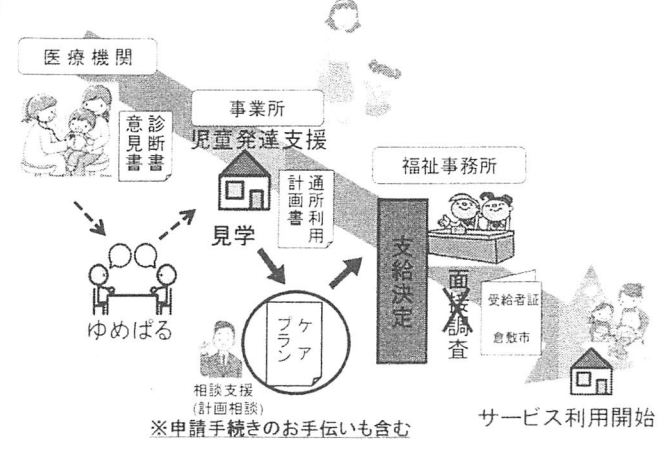 医療機関
診断書
意見書
事業所
児童発達支援
通所利用
計画書
見学
福祉事務所
ゆめぱる
ケア
プラン
相談支援
(計画相談)
※申請手続きのお手伝いも含む
支給決定
面接調査
受給者証
倉敷市
サービス利用開始